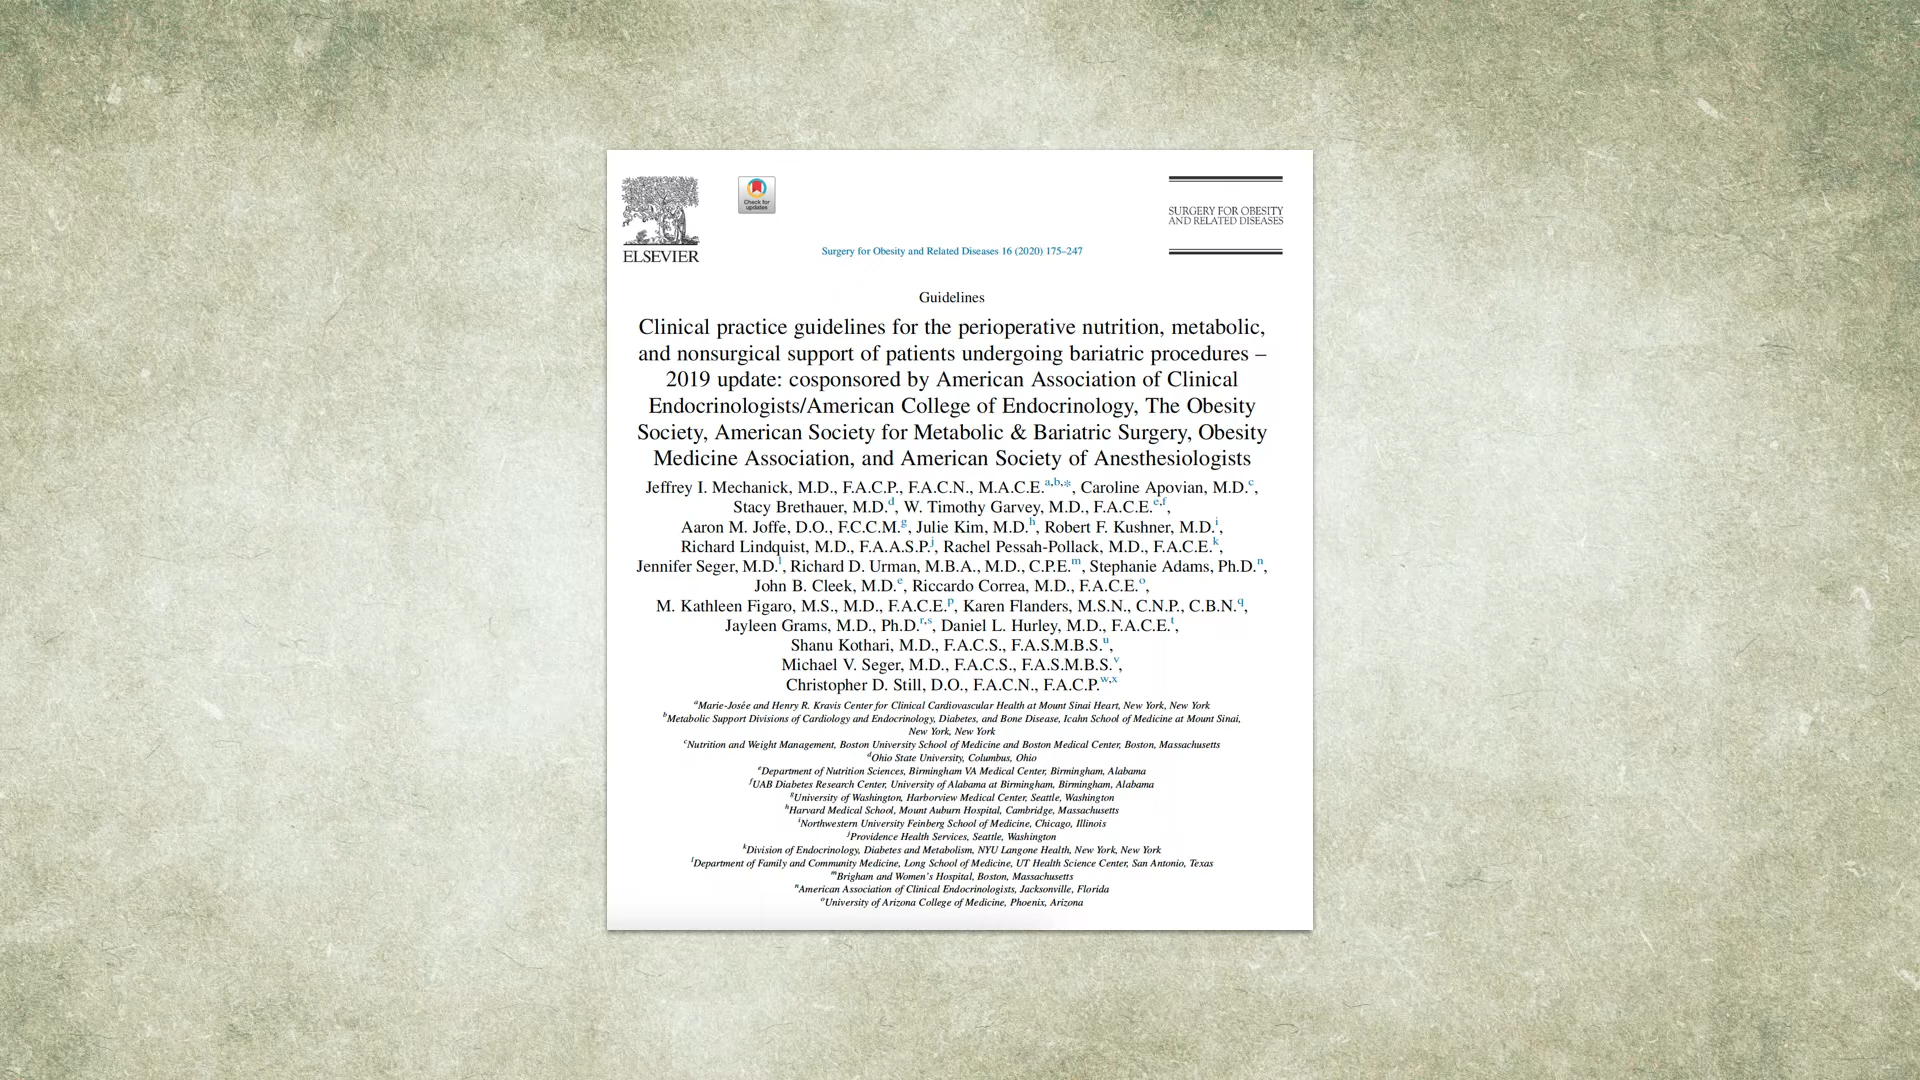 ELSEVIER
Check for
updates
SURGERY FOR OBESITY
AND RELATED DISEASES
Surgery for Obesity and Related Diseases 16 (2020) 175–247
Guidelines
Clinical practice guidelines for the perioperative nutrition, metabolic,
and nonsurgical support of patients undergoing bariatric procedures –
2019 update: cosponsored by American Association of Clinical
Endocrinologists/American College of Endocrinology, The Obesity
Society, American Society for Metabolic & Bariatric Surgery, Obesity
Medicine Association, and American Society of Anesthesiologists
Jeffrey I. Mechanick, M.D., F.A.C.P., F.A.C.N., M.A.C.E.a,b,*, Caroline Apovian, M.D.c,
Stacy Brethauer, M.D.d, W. Timothy Garvey, M.D., F.A.C.E.e,f,
Aaron M. Joffe, D.O., F.C.C.M.g, Julie Kim, M.D.h, Robert F. Kushner, M.D.i,
Richard Lindquist, M.D., F.A.A.S.P.j, Rachel Pessah-Pollack, M.D., F.A.C.E.k,
Jennifer Seger, M.D.l, Richard D. Urman, M.B.A., M.D., C.P.E.m, Stephanie Adams, Ph.D.n,
John B. Cleek, M.D.e, Riccardo Correa, M.D., F.A.C.E.o,
M. Kathleen Figaro, M.S., M.D., F.A.C.E.p, Karen Flanders, M.S.N., C.N.P., C.B.N.q,
Jayleen Grams, M.D., Ph.D.r,s, Daniel L. Hurley, M.D., F.A.C.E.t,
Shanu Kothari, M.D., F.A.C.S., F.A.S.M.B.S.u,
Michael V. Seger, M.D., F.A.C.S., F.A.S.M.B.S.v,
Christopher D. Still, D.O., F.A.C.N., F.A.C.P.w,x
aMarie-Josée and Henry R. Kravis Center for Clinical Cardiovascular Health at Mount Sinai Heart, New York, New York
bMetabolic Support Divisions of Cardiology and Endocrinology, Diabetes, and Bone Disease, Icahn School of Medicine at Mount Sinai,
New York, New York
cNutrition and Weight Management, Boston University School of Medicine and Boston Medical Center, Boston, Massachusetts
dOhio State University, Columbus, Ohio
eDepartment of Nutrition Sciences, Birmingham VA Medical Center, Birmingham, Alabama
fUAB Diabetes Research Center, University of Alabama at Birmingham, Birmingham, Alabama
gUniversity of Washington, Harborview Medical Center, Seattle, Washington
hHarvard Medical School, Mount Auburn Hospital, Cambridge, Massachusetts
iNorthwestern University Feinberg School of Medicine, Chicago, Illinois
jProvidence Health Services, Seattle, Washington
kDivision of Endocrinology, Diabetes and Metabolism, NYU Langone Health, New York, New York
lDepartment of Family and Community Medicine, Long School of Medicine, UT Health Science Center, San Antonio, Texas
mBrigham and Women's Hospital, Boston, Massachusetts
nAmerican Association of Clinical Endocrinologists, Jacksonville, Florida
oUniversity of Arizona College of Medicine, Phoenix, Arizona